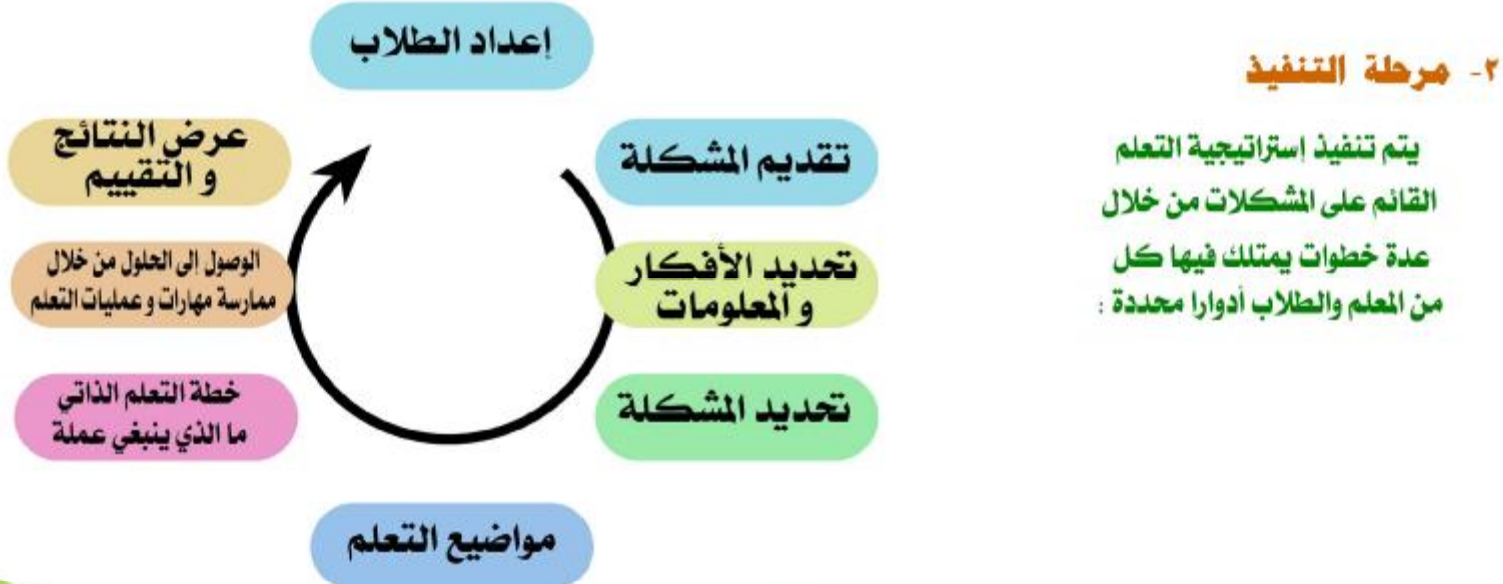 ٢- مرحلة التنفيذ
يتم تنفيذ استراتيجية التعلم
القائم على المشكلات من خلال
عدة خطوات يمتلك فيها كل
من المعلم والطلاب أدوارا محددة :
إعداد الطلاب
تقديم المشكلة
تحديد الأفكار
و المعلومات
تحديد المشكلة
مواضيع التعلم
خطة التعلم الذاتي
ما الذي ينبغي عملة
الوصول إلى الحلول من خلال
ممارسة مهارات و عمليات التعلم
عرض النتائج
و التقييم